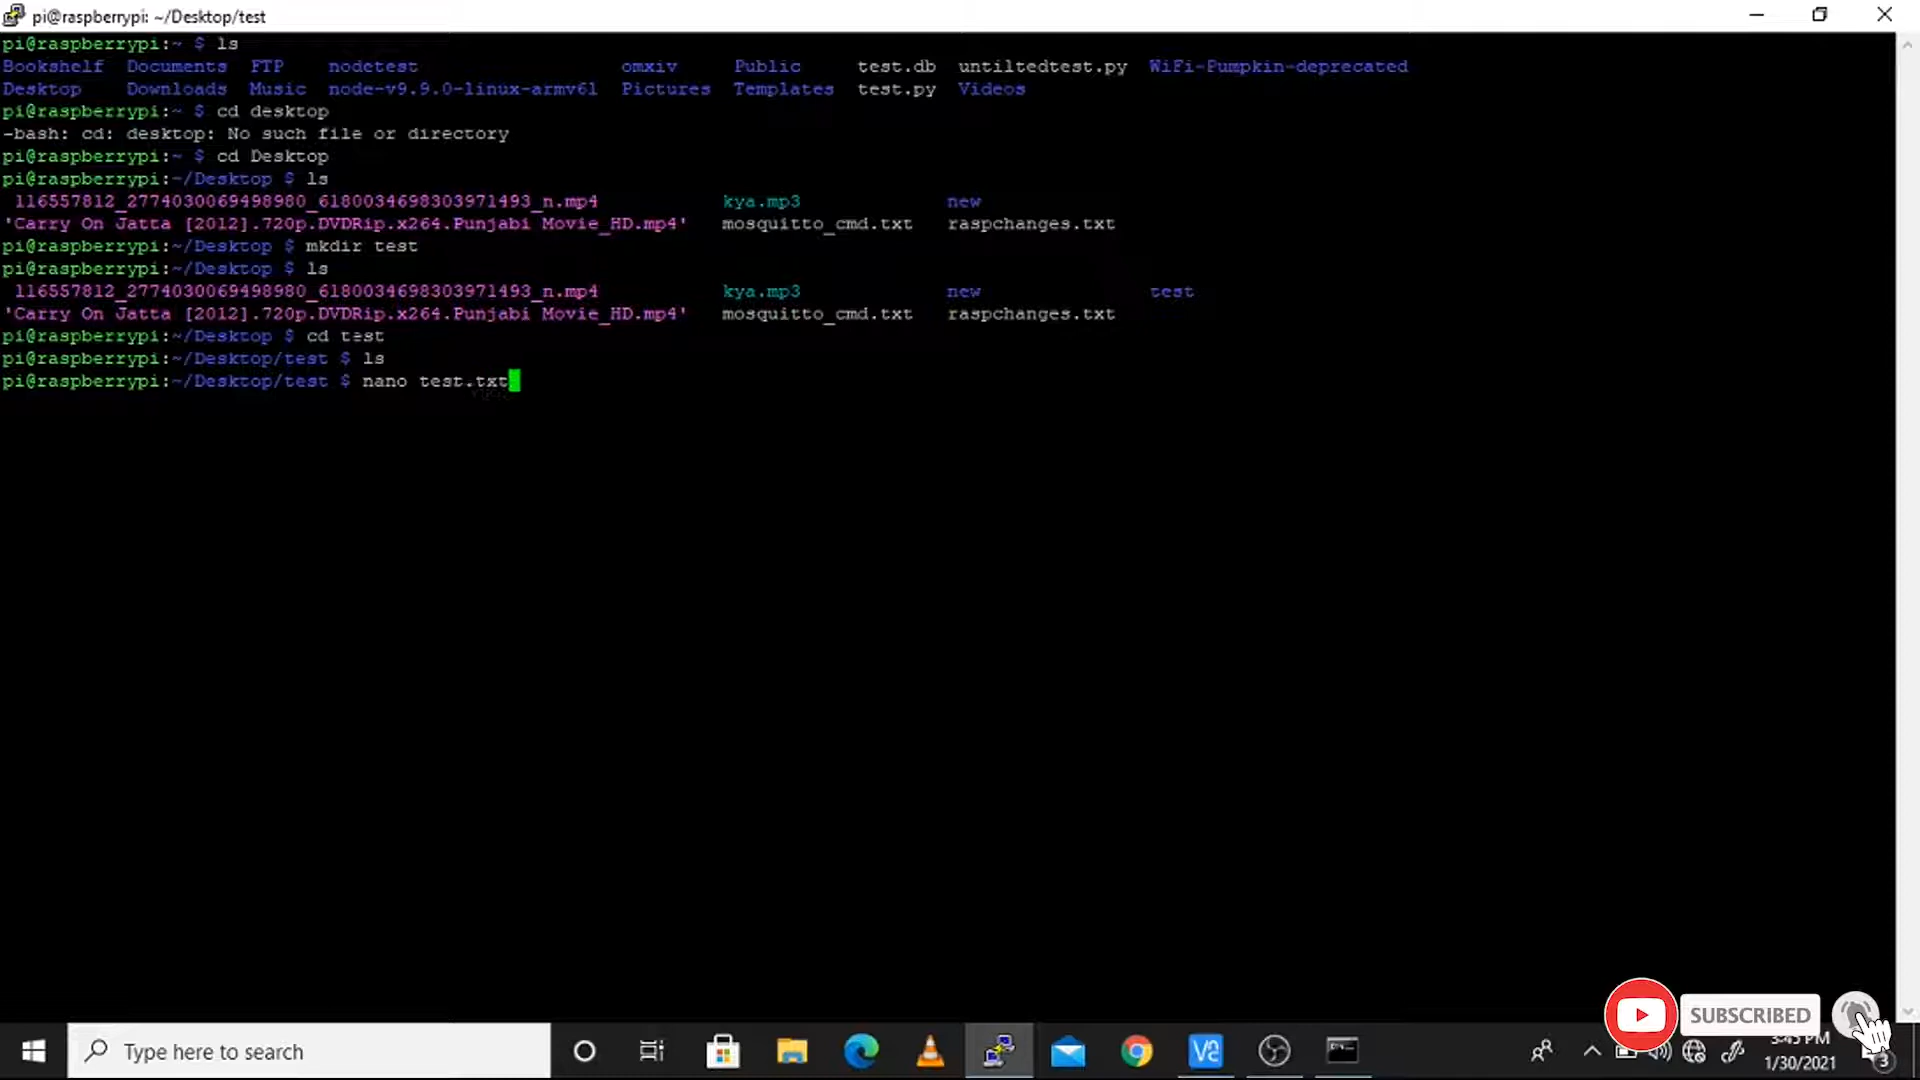 pi@raspberrypi: ~/Desktop/test
pi@raspberrypi:~ $ ls
Bookshelf Documents FTP nodetest omxiv Public test.db untiltedtest.py WiFi-Pumpkin-deprecated
Desktop Downloads Music node-v9.9.0-linux-armv6l Pictures Templates test.py Videos
pi@raspberrypi:~ $ cd desktop
-bash: cd: desktop: No such file or directory
pi@raspberrypi:~ $ cd Desktop
pi@raspberrypi:~/Desktop $ ls
116557812_27740300694989​80_6180034698303971493_n.mp4 kya.mp3 new
'Carry On Jatta [2012].720p.DVDRip.x264.Punjabi Movie_HD.mp4' mosquitto_cmd.txt raspchanges.txt
pi@raspberrypi:~/Desktop $ mkdir test
pi@raspberrypi:~/Desktop $ ls
116557812_2774030069498980_6180034698303971493_n.mp4 kya.mp3 new test
'Carry On Jatta [2012].720p.DVDRip.x264.Punjabi Movie_HD.mp4' mosquitto_cmd.txt raspchanges.txt
pi@raspberrypi:~/Desktop $ cd test
pi@raspberrypi:~/Desktop/test $ ls
pi@raspberrypi:~/Desktop/test $ nano test.txt
SUBSCRIBED
Type here to search
3:45 PM
1/30/2021
3